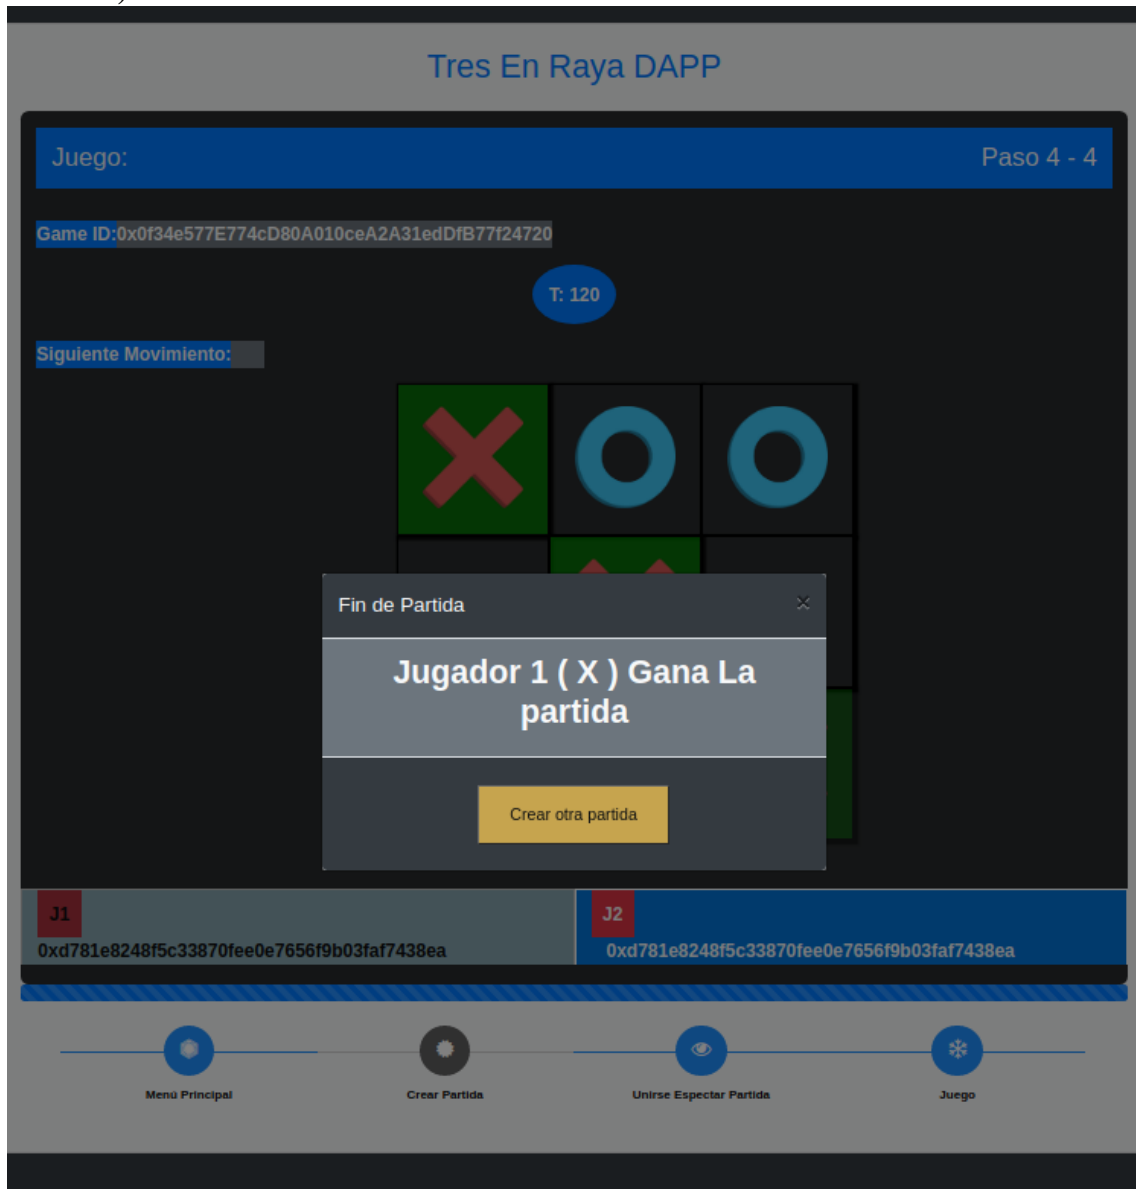 Tres En Raya DAPP
Juego: Paso 4 - 4
Game ID:0x0f34e577E774cD80A010ceA2A31edDfB77f24720
T: 120
Siguiente Movimiento:
Fin de Partida ×
Jugador 1 ( X ) Gana La
partida
Crear otra partida
J1
0xd781e8248f5c33870fee0e7656f9b03faf7438ea
J2
0xd781e8248f5c33870fee0e7656f9b03faf7438ea
Menú Principal
Crear Partida
Unirse Espectar Partida
Juego